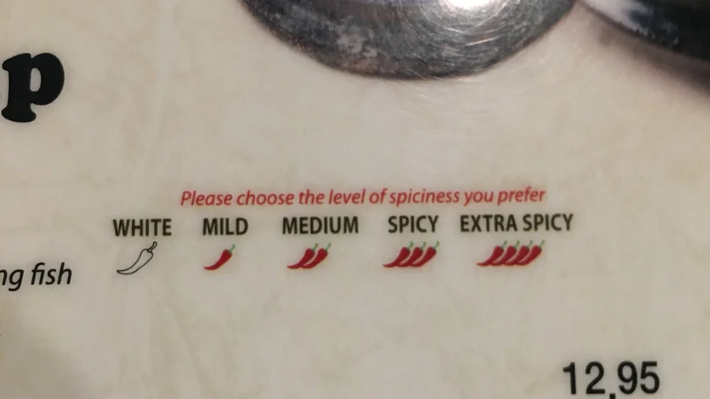 p
Please choose the level of spiciness you prefer
WHITE MILD MEDIUM SPICY EXTRA SPICY
ng fish
12,95